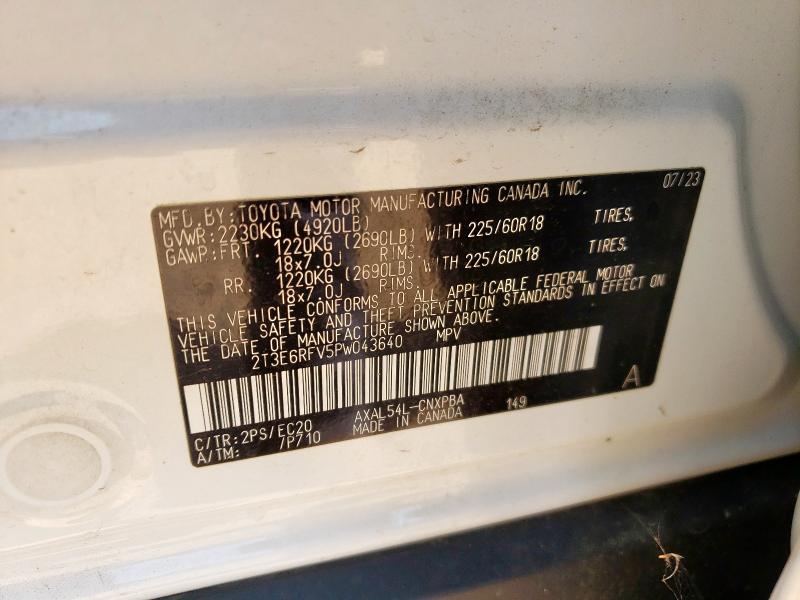 MFD. BY: TOYOTA MOTOR MANUFACTURING CANADA INC. 07/23
GVWR: 2230KG (4920LB)
GAWR: FRT. 1220KG (2690LB) WITH 225/60R18 TIRES,
18x7.0J RIMS,
RR. 1220KG (2690LB) WITH 225/60R18 TIRES,
18x7.0J RIMS,
THIS VEHICLE CONFORMS TO ALL APPLICABLE FEDERAL MOTOR
VEHICLE SAFETY AND THEFT PREVENTION STANDARDS IN EFFECT ON
THE DATE OF MANUFACTURE SHOWN ABOVE.
2T3E6RFV5PW043640 MPV
A
C/TR: 2PS/EC20 AXAL54L-CNXPBA 149
A/TM: /P710 MADE IN CANADA